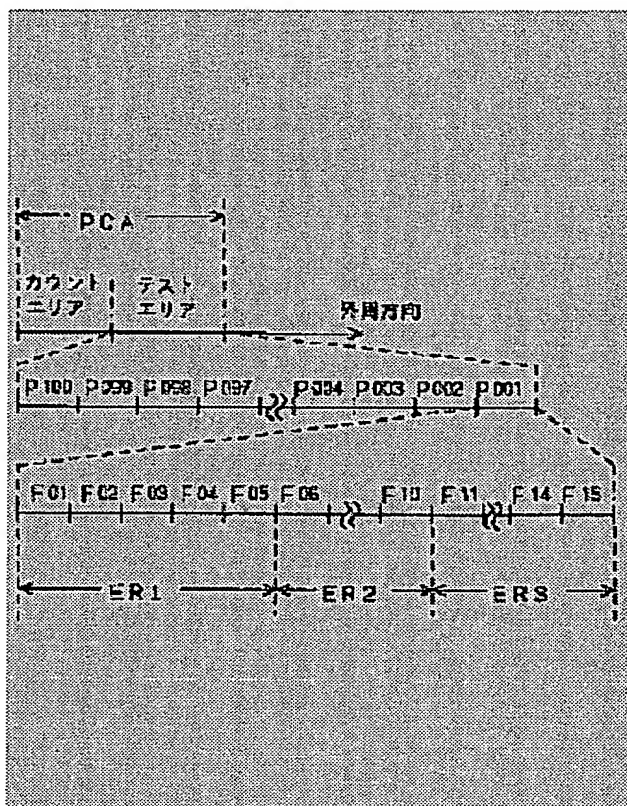 PCA
カウント テスト
エリア エリア
外周方向
P100 P099 P098 P097 P004 P003 P002 P001
F01 F02 F03 F04 F05 F06 F10 F11 F14 F15
ER1 ER2 ER3